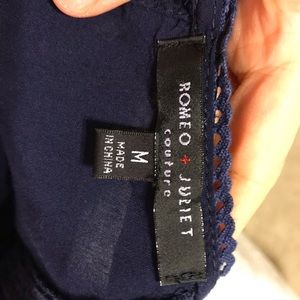 ROMEO + JULIET
couture
M
MADE
IN CHINA